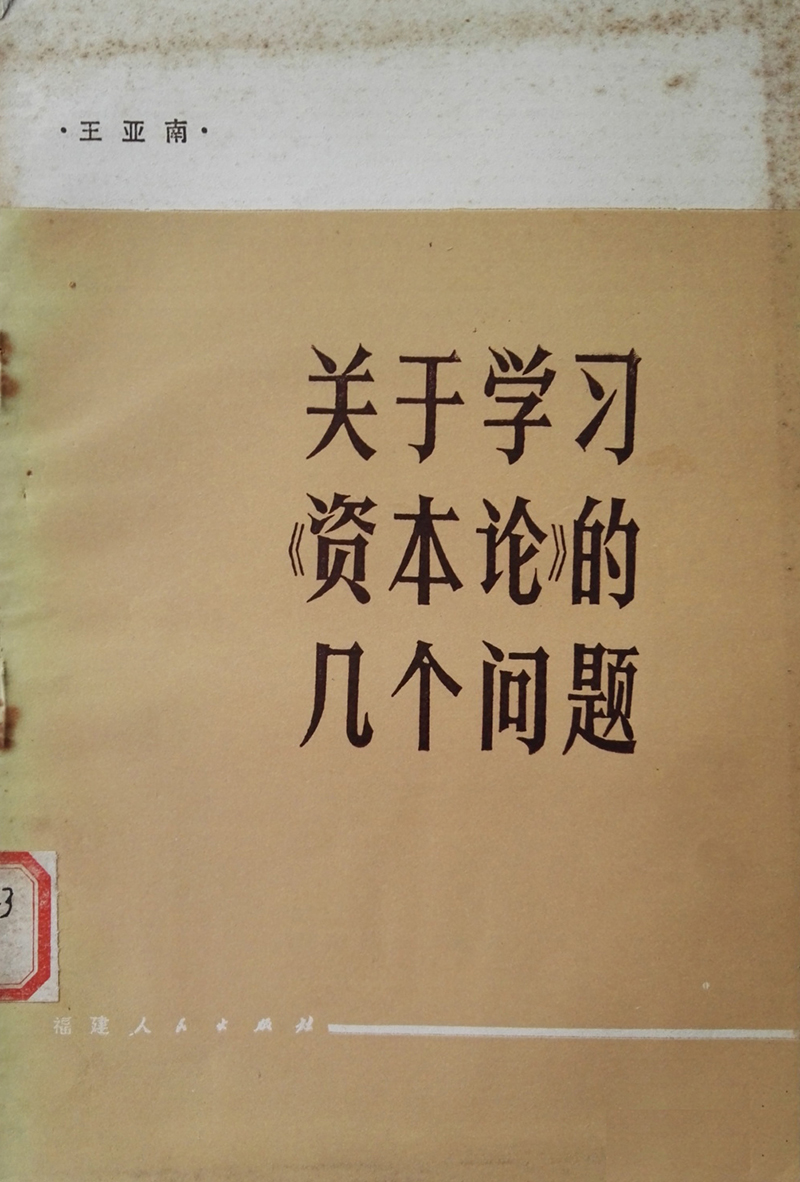 ·王亚南·
关于学习
《资本论》的
几个问题
3
福建人民出版社